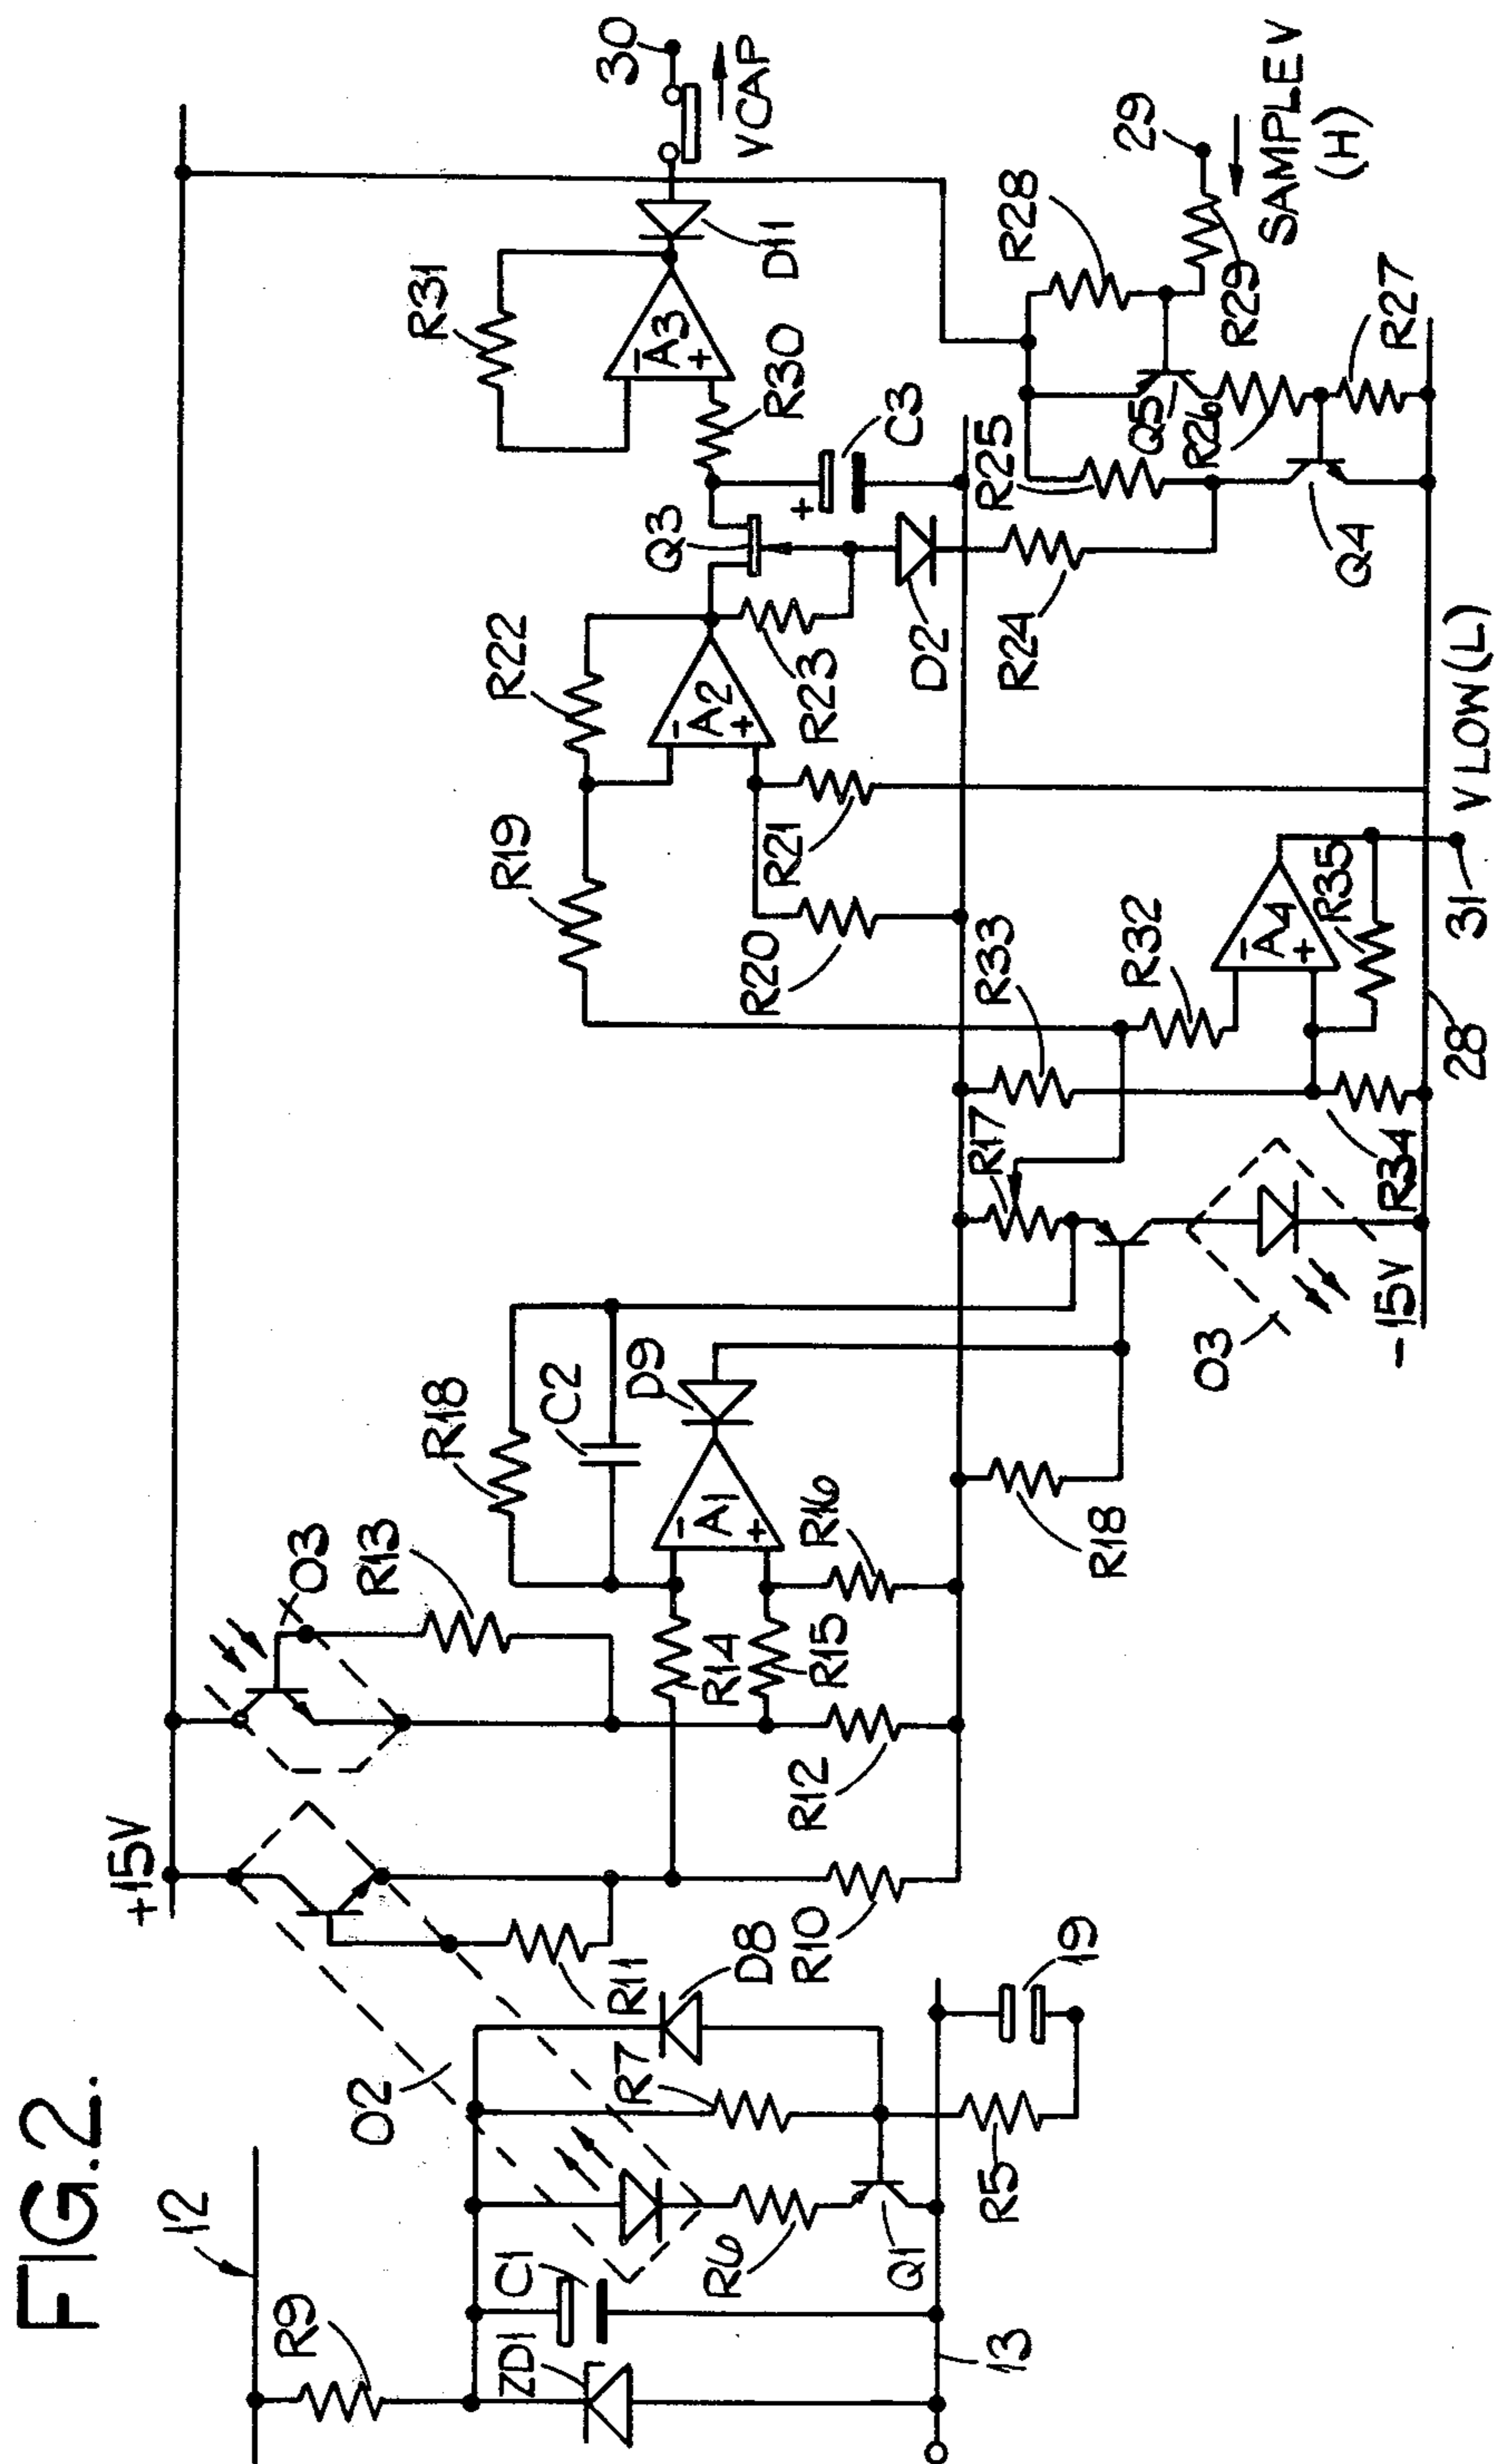 FIG.2.
12
R9
ZD1
C1
13
R6
Q1
R5
R7
O2
D8
19
R11
R10
+15V
R12
O3
R13
R14
R15
R16
A1
-
+
R18
C2
D9
R18
O3
-15V
R17
R33
R34
28
R32
A4
-
+
R35
31
V LOW(L)
R19
R20
R21
R22
A2
-
+
R23
Q3
D2
R24
+
C3
R25
Q4
R30
R31
A3
-
+
D11
30
VCAP
R28
29
SAMPLE V
(H)
R29
Q5
R26
R27